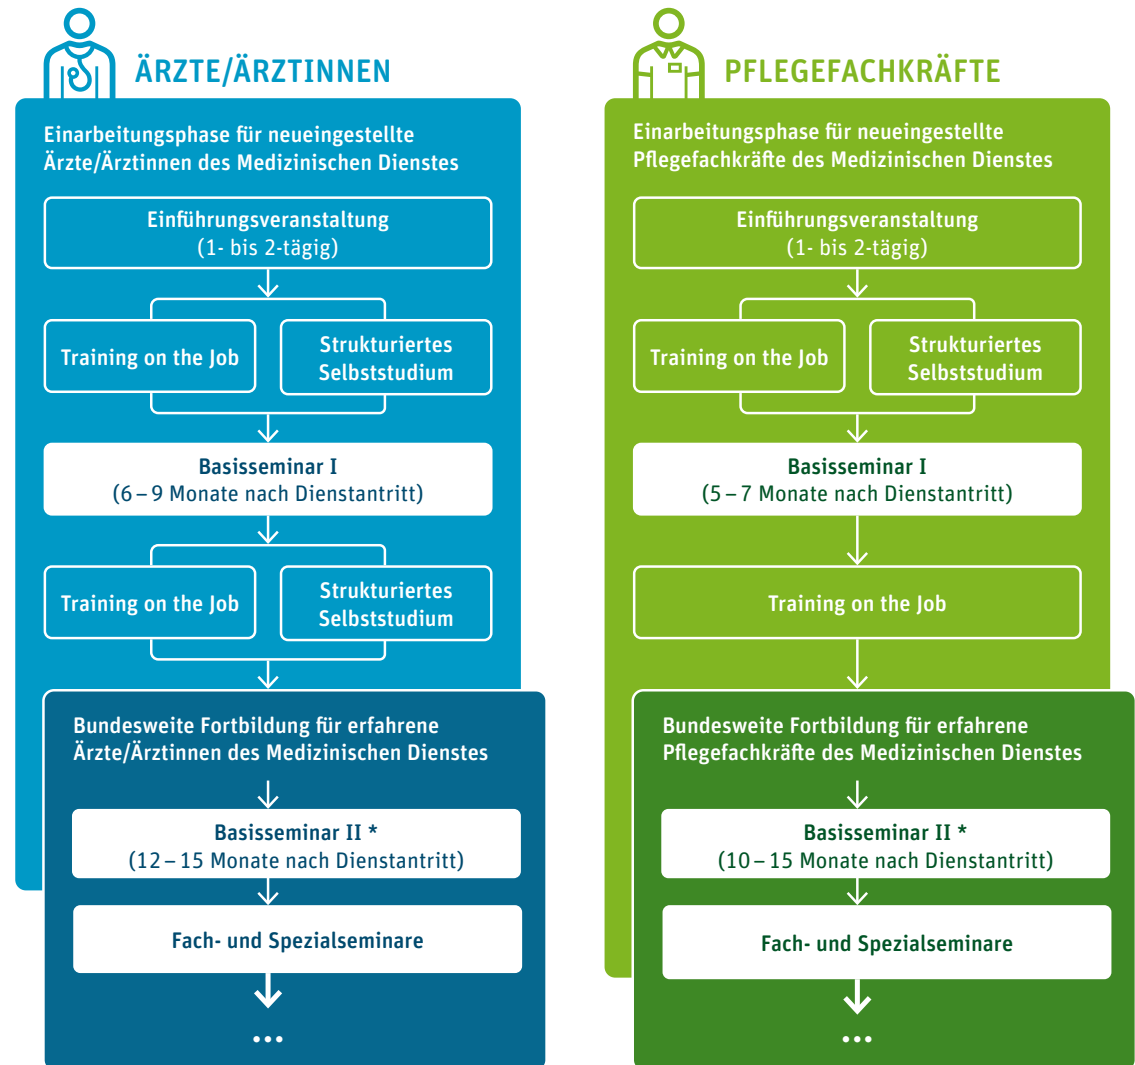 ÄRZTE/ÄRZTINNEN
Einarbeitungsphase für neueingestellte
Ärzte/Ärztinnen des Medizinischen Dienstes
Einführungsveranstaltung
(1- bis 2-tägig)
Training on the Job
Strukturiertes
Selbststudium
Basisseminar I
(6 – 9 Monate nach Dienstantritt)
Training on the Job
Strukturiertes
Selbststudium
Bundesweite Fortbildung für erfahrene
Ärzte/Ärztinnen des Medizinischen Dienstes
Basisseminar II *
(12 – 15 Monate nach Dienstantritt)
Fach- und Spezialseminare
...
PFLEGEFACHKRÄFTE
Einarbeitungsphase für neueingestellte
Pflegefachkräfte des Medizinischen Dienstes
Einführungsveranstaltung
(1- bis 2-tägig)
Training on the Job
Strukturiertes
Selbststudium
Basisseminar I
(5 – 7 Monate nach Dienstantritt)
Training on the Job
Bundesweite Fortbildung für erfahrene
Pflegefachkräfte des Medizinischen Dienstes
Basisseminar II *
(10 – 15 Monate nach Dienstantritt)
Fach- und Spezialseminare
...